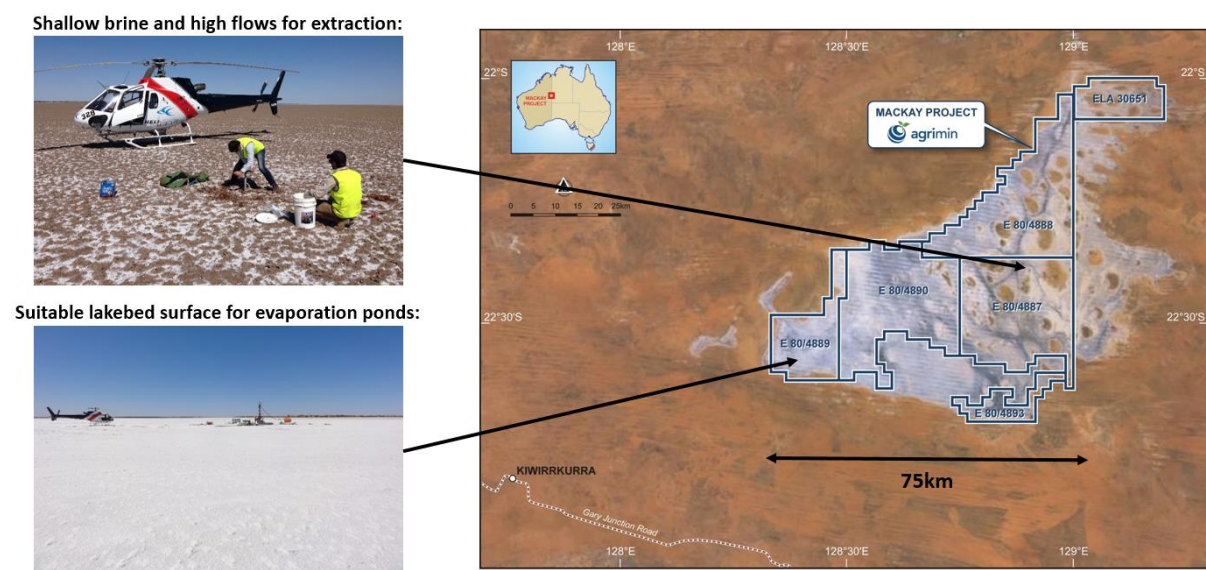 Shallow brine and high flows for extraction:
Suitable lakebed surface for evaporation ponds:
128°E
128°30'E
129°E
22°S
22°S
MACKAY
PROJECT
ELA 30651
MACKAY PROJECT
agrimin
0 5 10 15 20 25km
E 80/4888
E 80/4890
E 80/4887
22°30'S
22°30'S
E 80/4889
E 80/4893
75km
KIWIRRKURRA
Gary Junction Road
128°E
128°30'E
129°E